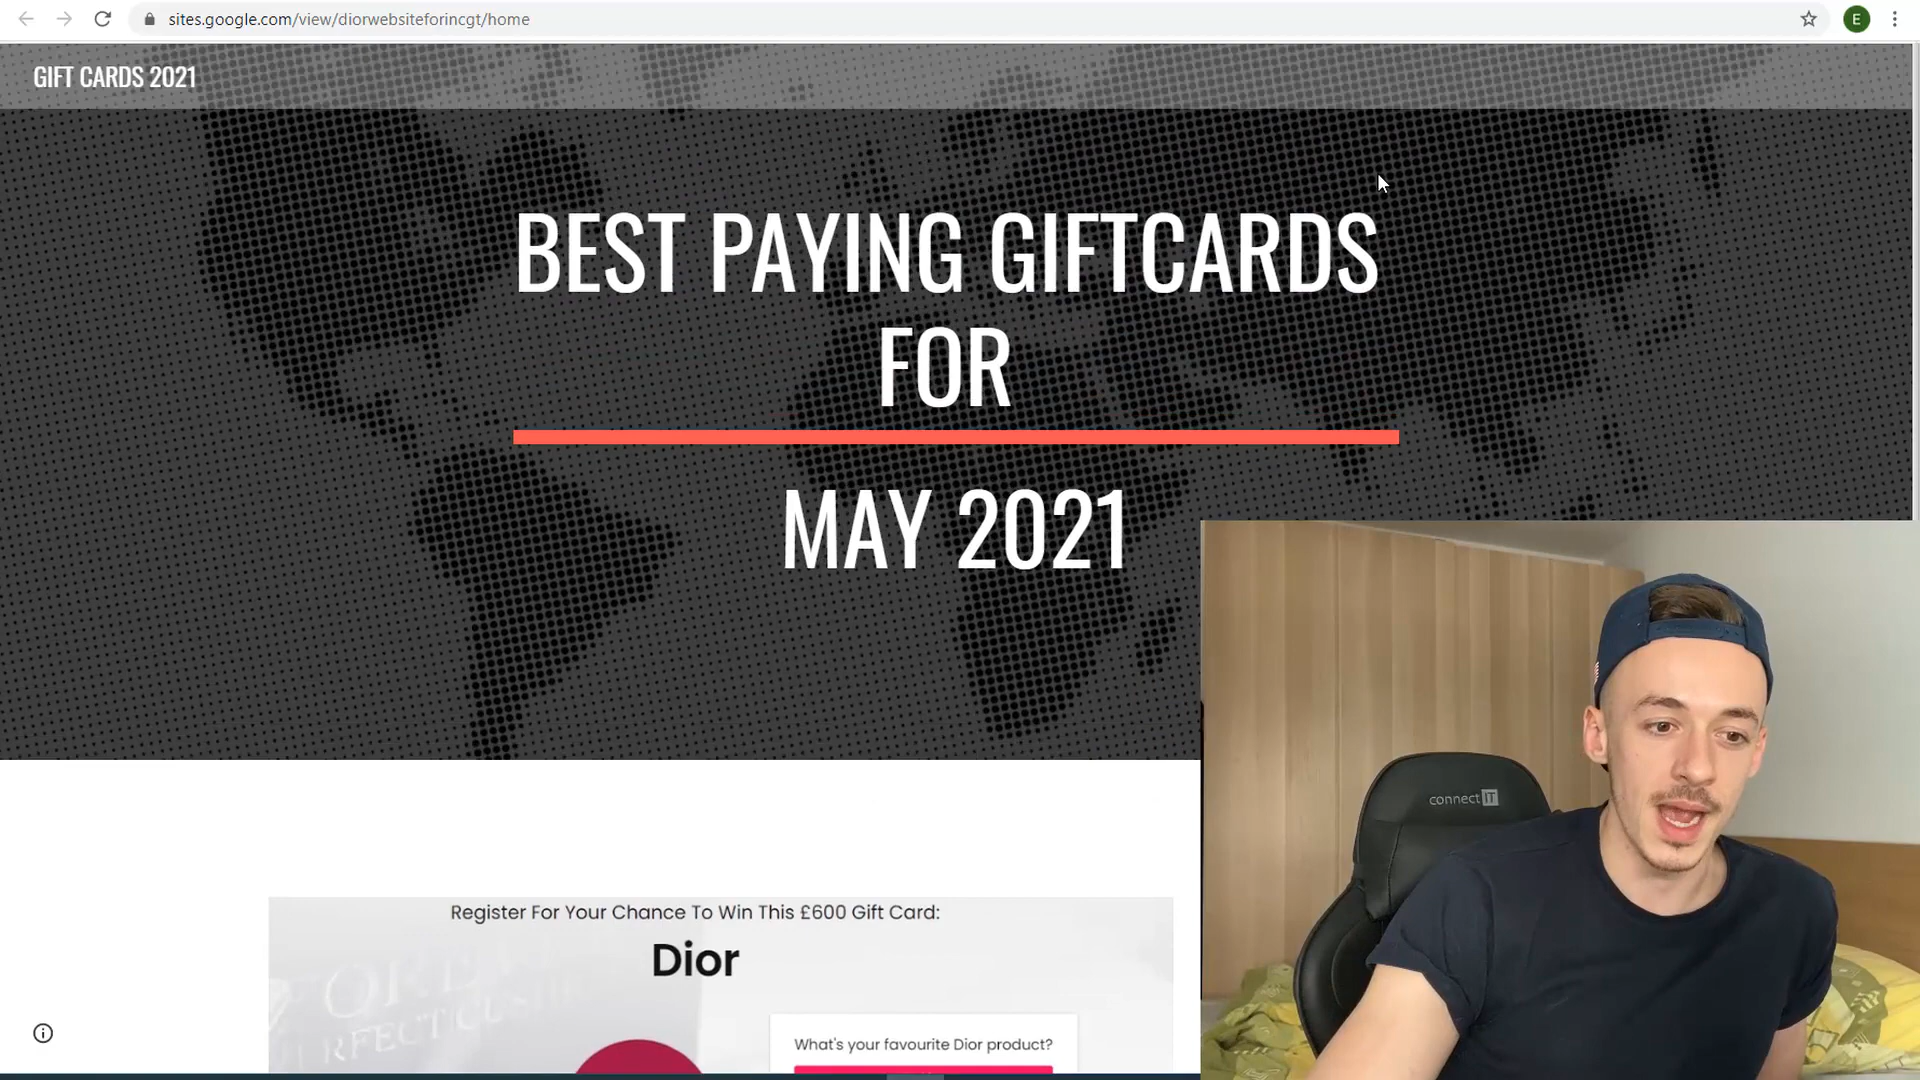 sites.google.com/view/diorwebsiteforincgt/home
E
GIFT CARDS 2021
BEST PAYING GIFTCARDS
FOR
MAY 2021
Register For Your Chance To Win This £600 Gift Card:
Dior
What's your favourite Dior product?
connect IT